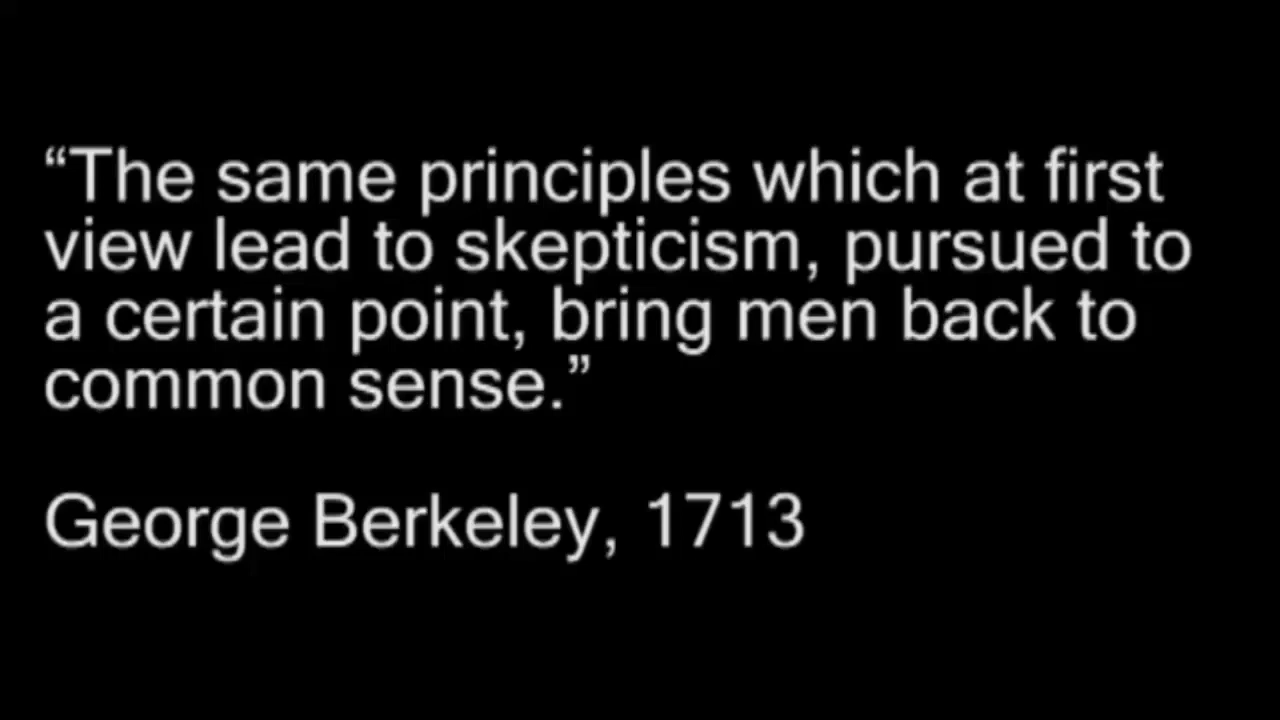 “The same principles which at first
view lead to skepticism, pursued to
a certain point, bring men back to
common sense.”
George Berkeley, 1713